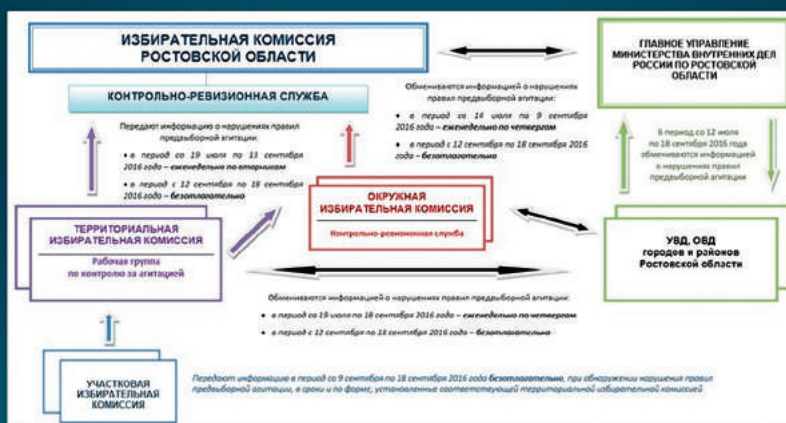 ИЗБИРАТЕЛЬНАЯ КОМИССИЯ
РОСТОВСКОЙ ОБЛАСТИ
КОНТРОЛЬНО-РЕВИЗИОННАЯ СЛУЖБА
ГЛАВНОЕ УПРАВЛЕНИЕ
МИНИСТЕРСТВА ВНУТРЕННИХ ДЕЛ
РОССИИ ПО РОСТОВСКОЙ
ОБЛАСТИ
Обмениваются информацией о нарушениях
правил предвыборной агитации:
• в период со 14 июля по 9 сентября
2016 года – еженедельно по четвергам
• в период с 12 сентября по 18 сентября 2016
года – безотлагательно
Передают информацию о нарушениях правил
предвыборной агитации:
• в период со 19 июля по 11 сентября
2016 года – еженедельно по вторникам
• в период с 12 сентября по 18 сентября
2016 года – безотлагательно
В период со 12 июля
по 18 сентября 2016 года
обмениваются информацией
о нарушениях правил
предвыборной агитации
ТЕРРИТОРИАЛЬНАЯ
ИЗБИРАТЕЛЬНАЯ КОМИССИЯ
Рабочая группа
по контролю за агитацией
ОКРУЖНАЯ
ИЗБИРАТЕЛЬНАЯ КОМИССИЯ
Контрольно-ревизионная служба
УВД, ОВД
городов и районов
Ростовской области
Обмениваются информацией о нарушениях правил предвыборной агитации:
• в период со 19 июля по 18 сентября 2016 года – еженедельно по четвергам
• в период с 12 сентября по 18 сентября 2016 года – безотлагательно
УЧАСТКОВАЯ
ИЗБИРАТЕЛЬНАЯ
КОМИССИЯ
Передают информацию в период со 9 сентября по 18 сентября 2016 года безотлагательно, при обнаружении нарушения правил
предвыборной агитации, в сроки и по форме, установленные соответствующей территориальной избирательной комиссией